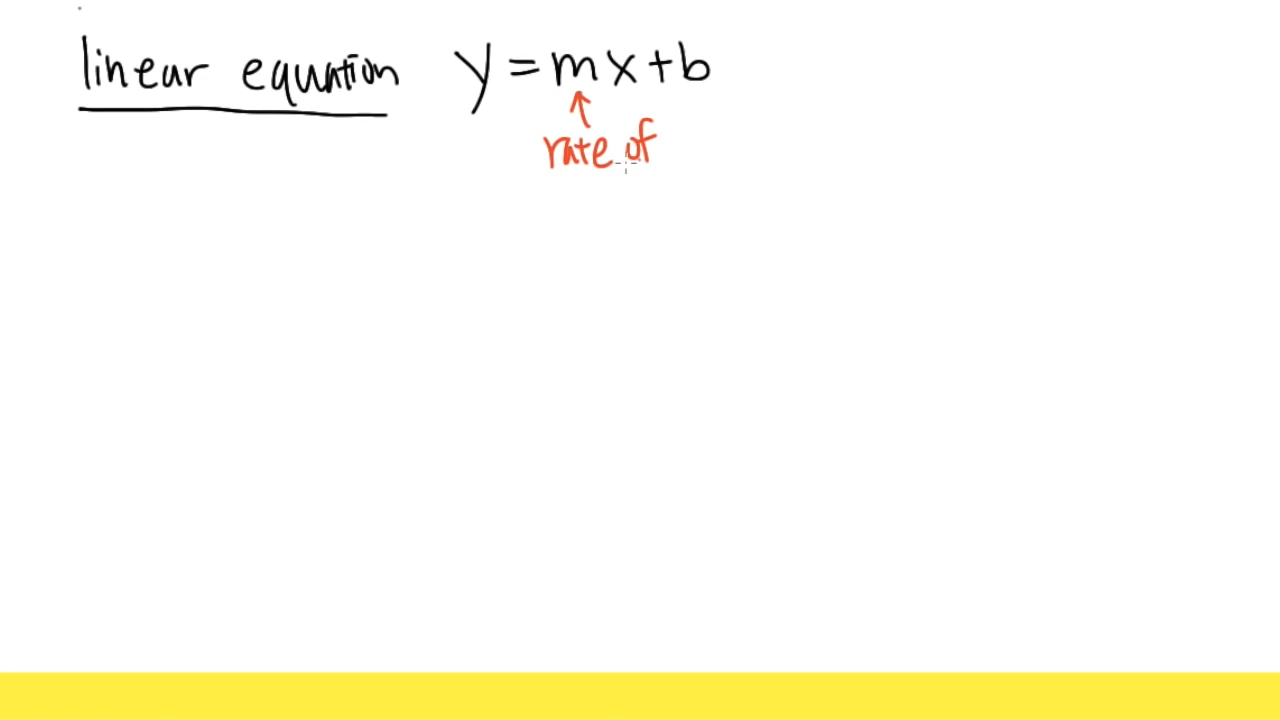 linear equation y = mx + b
rate of